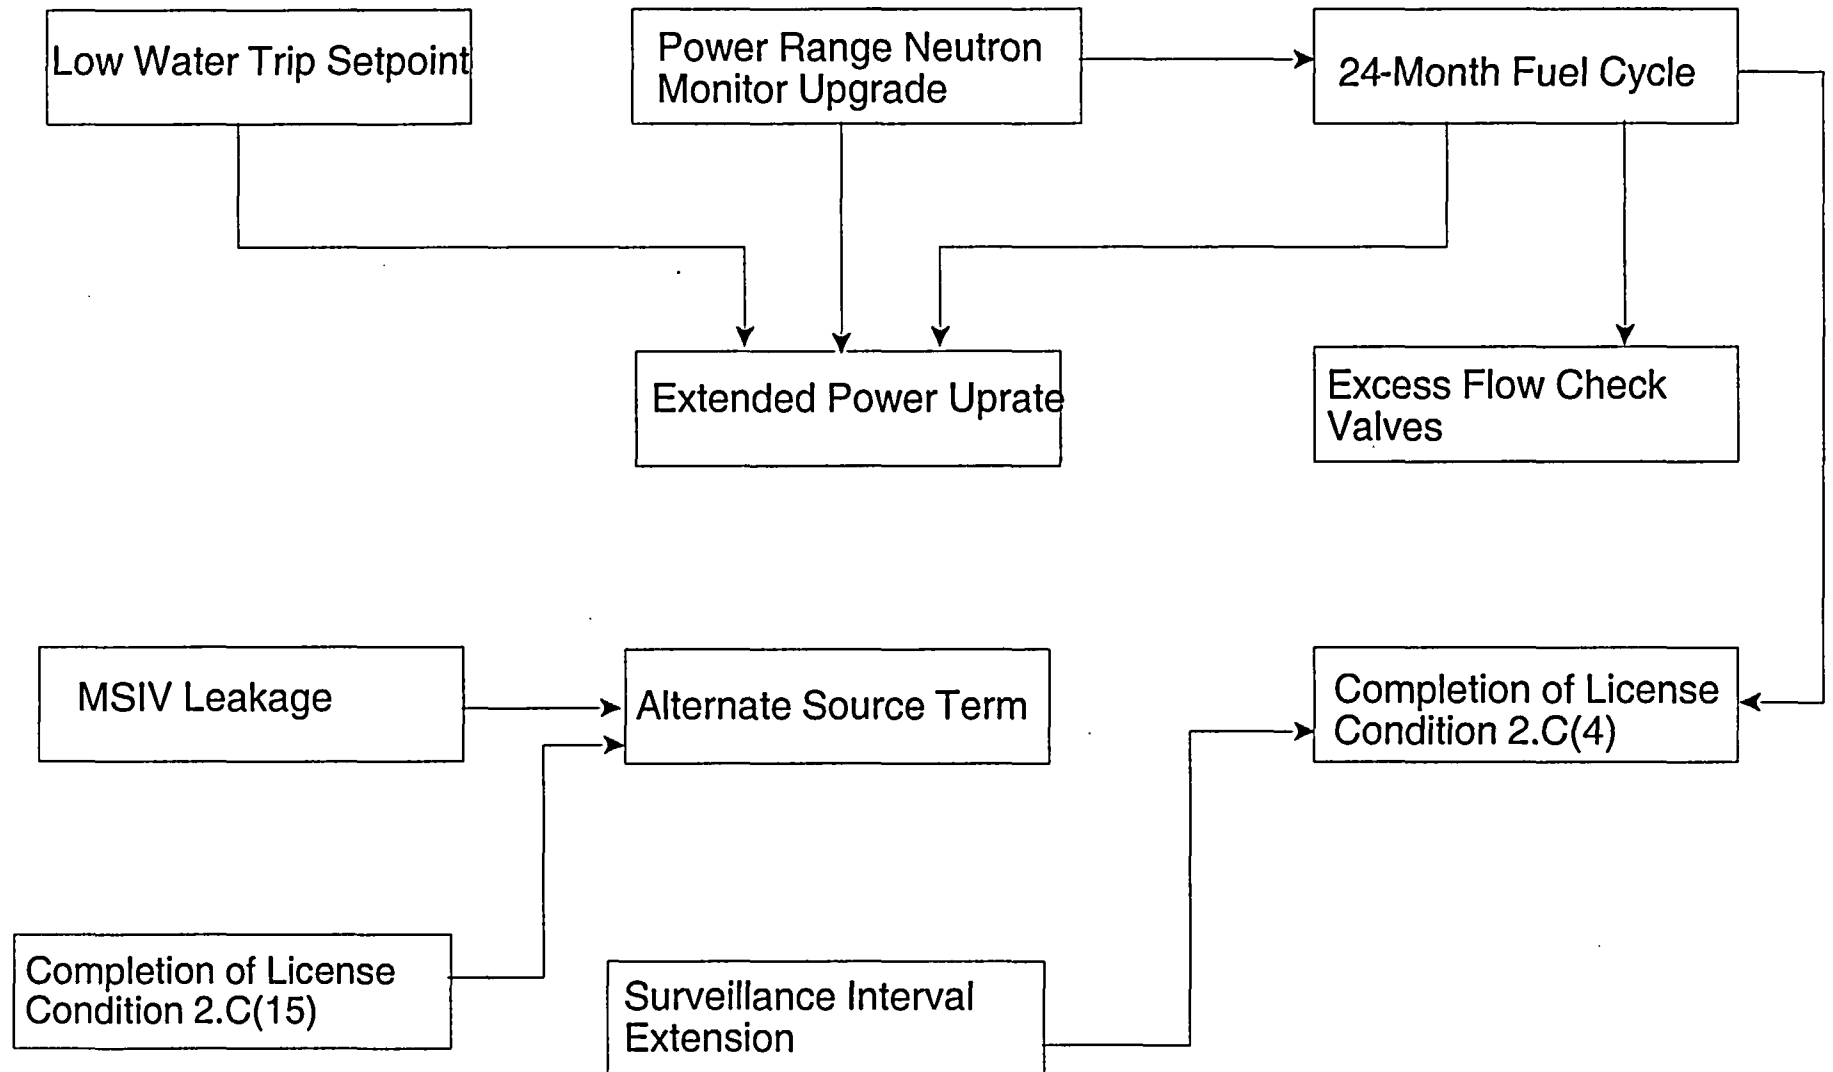 Low Water Trip Setpoint
Power Range Neutron
Monitor Upgrade
24-Month Fuel Cycle
Extended Power Uprate
Excess Flow Check
Valves
MSIV Leakage
Alternate Source Term
Completion of License
Condition 2.C(4)
Completion of License
Condition 2.C(15)
Surveillance Interval
Extension